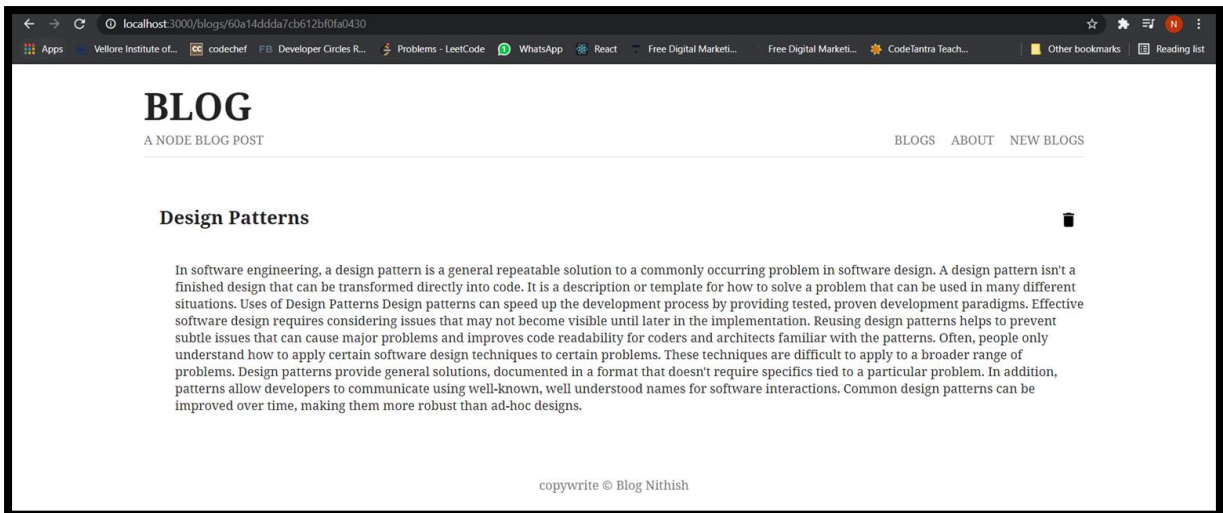 localhost:3000/blogs/60a14ddda7cb612bf0fa0430
N
Apps Vellore Institute of... CC codechef FB Developer Circles R... Problems - LeetCode 1 WhatsApp React Free Digital Marketi... Free Digital Marketi... CodeTantra Teach... Other bookmarks Reading list
BLOG
A NODE BLOG POST BLOGS ABOUT NEW BLOGS
Design Patterns
In software engineering, a design pattern is a general repeatable solution to a commonly occurring problem in software design. A design pattern isn't a
finished design that can be transformed directly into code. It is a description or template for how to solve a problem that can be used in many different
situations. Uses of Design Patterns Design patterns can speed up the development process by providing tested, proven development paradigms. Effective
software design requires considering issues that may not become visible until later in the implementation. Reusing design patterns helps to prevent
subtle issues that can cause major problems and improves code readability for coders and architects familiar with the patterns. Often, people only
understand how to apply certain software design techniques to certain problems. These techniques are difficult to apply to a broader range of
problems. Design patterns provide general solutions, documented in a format that doesn't require specifics tied to a particular problem. In addition,
patterns allow developers to communicate using well-known, well understood names for software interactions. Common design patterns can be
improved over time, making them more robust than ad-hoc designs.
copywrite © Blog Nithish